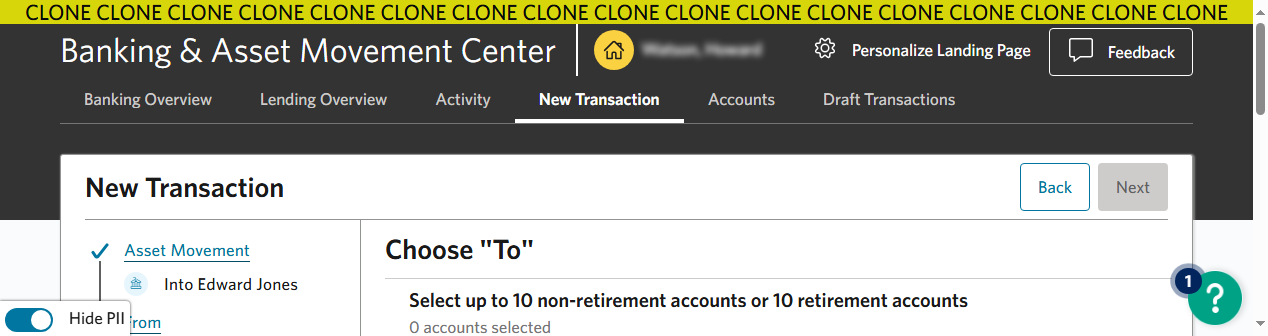 CLONE CLONE CLONE CLONE CLONE CLONE CLONE CLONE CLONE CLONE CLONE CLONE CLONE CLONE CLONE CLONE CLONE
Banking & Asset Movement Center
Personalize Landing Page
Feedback
Banking Overview
Lending Overview
Activity
New Transaction
Accounts
Draft Transactions
New Transaction
Back
Next
Asset Movement
Into Edward Jones
From
Hide PII
Choose "To"
Select up to 10 non-retirement accounts or 10 retirement accounts
0 accounts selected
1
?